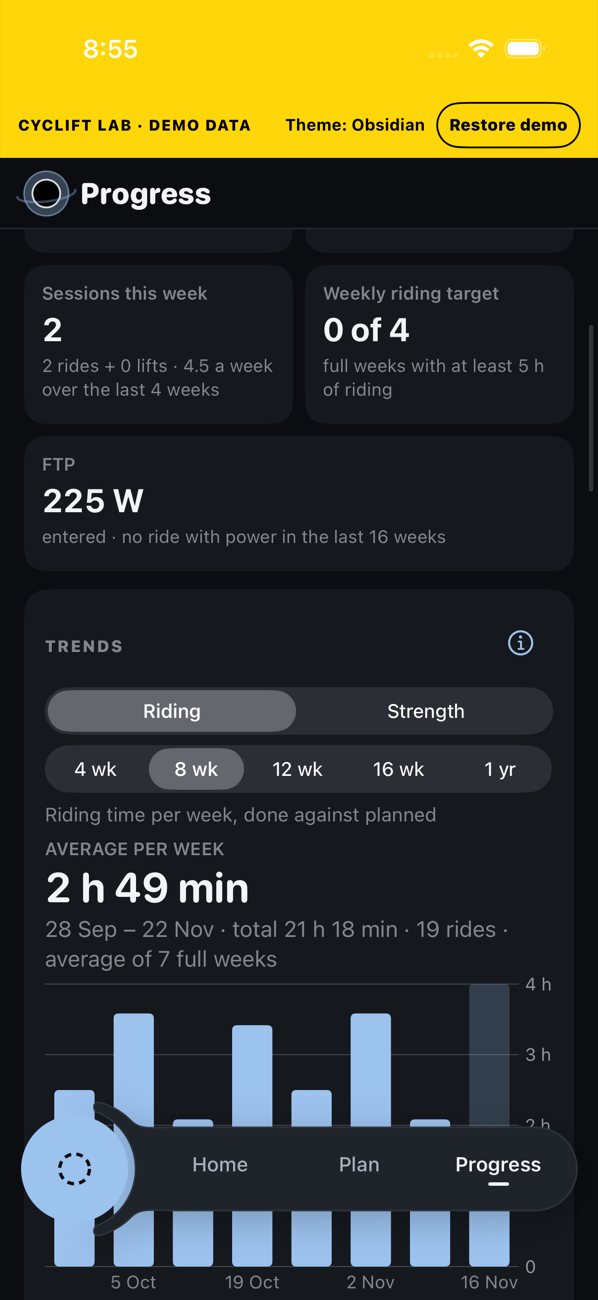 8:55
CYCLIFT LAB · DEMO DATA
Theme: Obsidian
Restore demo
Progress
Sessions this week
2
2 rides + 0 lifts · 4.5 a week
over the last 4 weeks
Weekly riding target
0 of 4
full weeks with at least 5 h
of riding
FTP
225 W
entered · no ride with power in the last 16 weeks
TRENDS
Riding
Strength
4 wk
8 wk
12 wk
16 wk
1 yr
Riding time per week, done against planned
AVERAGE PER WEEK
2 h 49 min
28 Sep – 22 Nov · total 21 h 18 min · 19 rides ·
average of 7 full weeks
4 h
3 h
2 h
Home
Plan
Progress
0
5 Oct
19 Oct
2 Nov
16 Nov